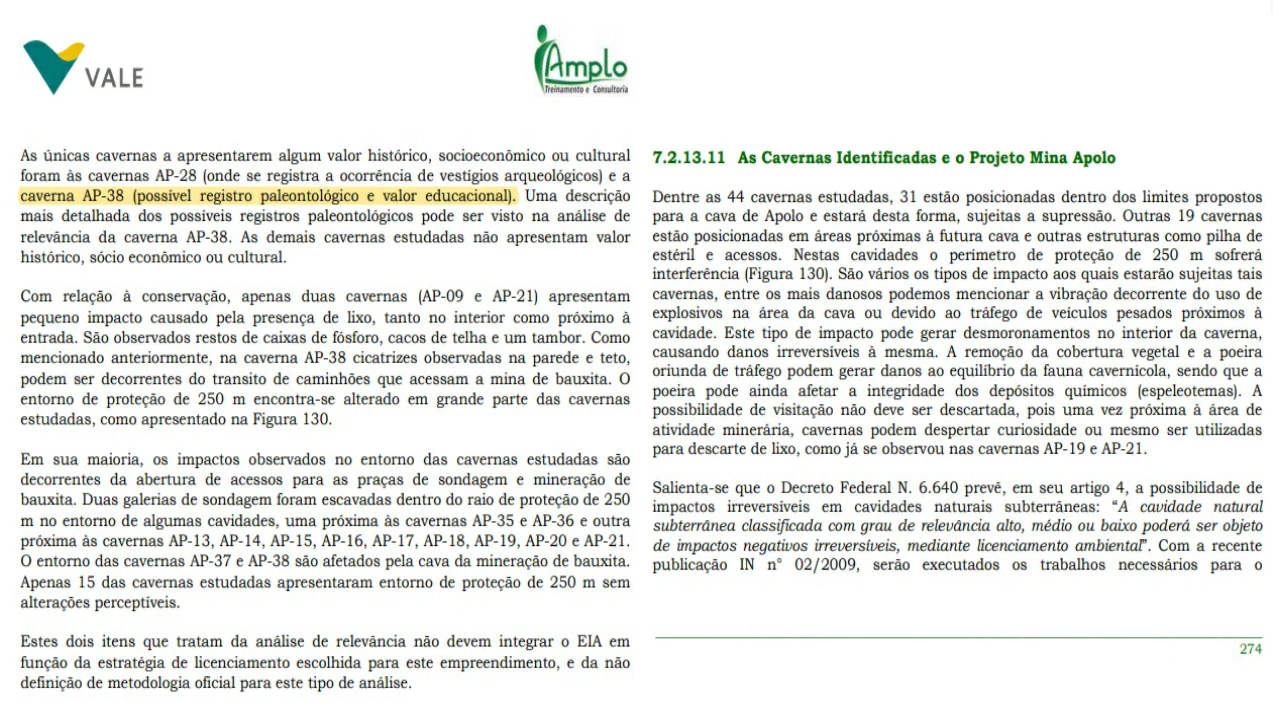 VALE
Amplo
Treinamento e Consultoria
As únicas cavernas a apresentarem algum valor histórico, socioeconômico ou cultural
foram às cavernas AP-28 (onde se registra a ocorrência de vestígios arqueológicos) e a
caverna AP-38 (possível registro paleontológico e valor educacional). Uma descrição
mais detalhada dos possíveis registros paleontológicos pode ser visto na análise de
relevância da caverna AP-38. As demais cavernas estudadas não apresentam valor
histórico, sócio econômico ou cultural.
Com relação à conservação, apenas duas cavernas (AP-09 e AP-21) apresentam
pequeno impacto causado pela presença de lixo, tanto no interior como próximo à
entrada. São observados restos de caixas de fósforo, cacos de telha e um tambor. Como
mencionado anteriormente, na caverna AP-38 cicatrizes observadas na parede e teto,
podem ser decorrentes do transito de caminhões que acessam a mina de bauxita. O
entorno de proteção de 250 m encontra-se alterado em grande parte das cavernas
estudadas, como apresentado na Figura 130.
Em sua maioria, os impactos observados no entorno das cavernas estudadas são
decorrentes da abertura de acessos para as praças de sondagem e mineração de
bauxita. Duas galerias de sondagem foram escavadas dentro do raio de proteção de 250
m no entorno de algumas cavidades, uma próxima às cavernas AP-35 e AP-36 e outra
próxima às cavernas AP-13, AP-14, AP-15, AP-16, AP-17, AP-18, AP-19, AP-20 e AP-21.
O entorno das cavernas AP-37 e AP-38 são afetados pela cava da mineração de bauxita.
Apenas 15 das cavernas estudadas apresentaram entorno de proteção de 250 m sem
alterações perceptíveis.
Estes dois itens que tratam da análise de relevância não devem integrar o EIA em
função da estratégia de licenciamento escolhida para este empreendimento, e da não
definição de metodologia oficial para este tipo de análise.
7.2.13.11 As Cavernas Identificadas e o Projeto Mina Apolo
Dentre as 44 cavernas estudadas, 31 estão posicionadas dentro dos limites propostos
para a cava de Apolo e estará desta forma, sujeitas a supressão. Outras 19 cavernas
estão posicionadas em áreas próximas à futura cava e outras estruturas como pilha de
estéril e acessos. Nestas cavidades o perímetro de proteção de 250 m sofrerá
interferência (Figura 130). São vários os tipos de impacto aos quais estarão sujeitas tais
cavernas, entre os mais danosos podemos mencionar a vibração decorrente do uso de
explosivos na área da cava ou devido ao tráfego de veículos pesados próximos à
cavidade. Este tipo de impacto pode gerar desmoronamentos no interior da caverna,
causando danos irreversíveis à mesma. A remoção da cobertura vegetal e a poeira
oriunda de tráfego podem gerar danos ao equilíbrio da fauna cavernícola, sendo que a
poeira pode ainda afetar a integridade dos depósitos químicos (espeleotemas). A
possibilidade de visitação não deve ser descartada, pois uma vez próxima à área de
atividade minerária, cavernas podem despertar curiosidade ou mesmo ser utilizadas
para descarte de lixo, como já se observou nas cavernas AP-19 e AP-21.
Salienta-se que o Decreto Federal N. 6.640 prevê, em seu artigo 4, a possibilidade de
impactos irreversíveis em cavidades naturais subterrâneas: “A cavidade natural
subterrânea classificada com grau de relevância alto, médio ou baixo poderá ser objeto
de impactos negativos irreversíveis, mediante licenciamento ambiental”. Com a recente
publicação IN n° 02/2009, serão executados os trabalhos necessários para o
274